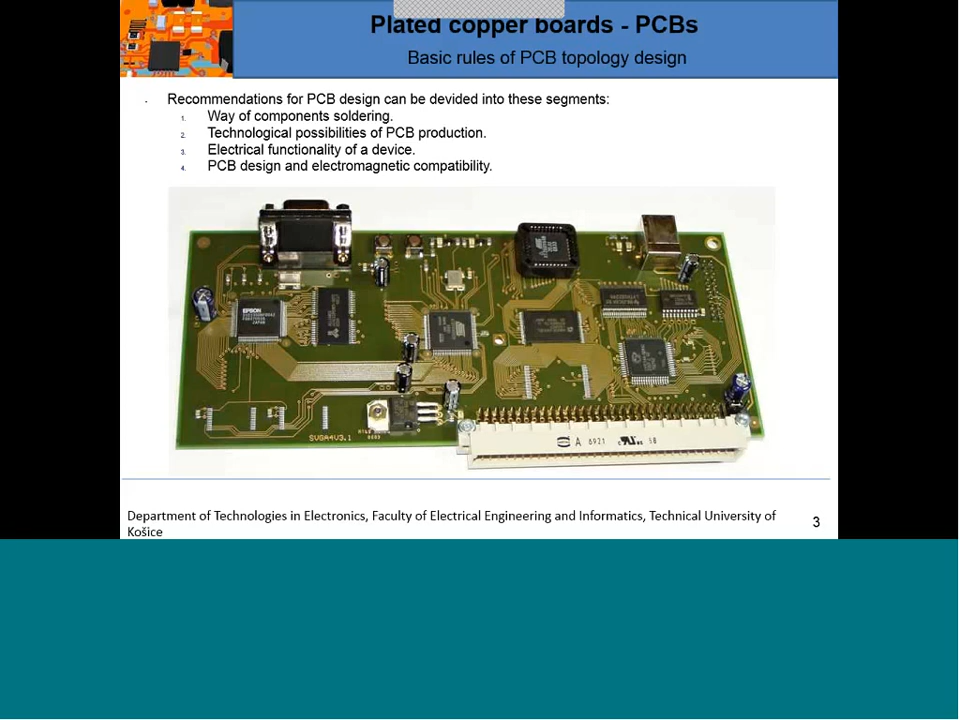 Plated copper boards - PCBs
Basic rules of PCB topology design
- Recommendations for PCB design can be devided into these segments:
1. Way of components soldering.
2. Technological possibilities of PCB production.
3. Electrical functionality of a device.
4. PCB design and electromagnetic compatibility.
EPSON
JAPAN
SVGA4V3.1
A 6921
Department of Technologies in Electronics, Faculty of Electrical Engineering and Informatics, Technical University of
Košice
3